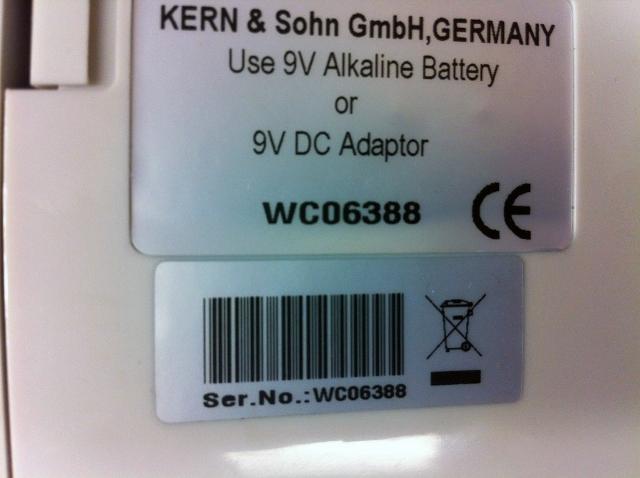 KERN & Sohn GmbH,GERMANY
Use 9V Alkaline Battery
or
9V DC Adaptor
WC06388 CE
Ser.No.:WC06388